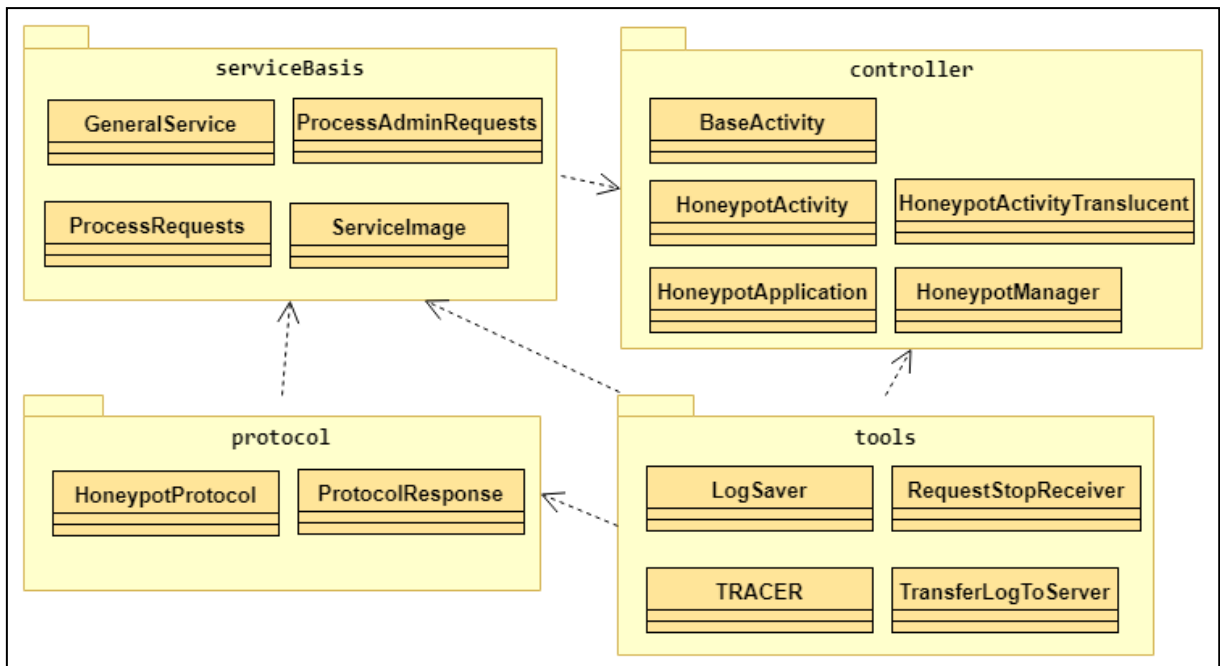 serviceBasis
GeneralService
ProcessAdminRequests
ProcessRequests
ServiceImage
controller
BaseActivity
HoneypotActivity
HoneypotActivityTranslucent
HoneypotApplication
HoneypotManager
protocol
HoneypotProtocol
ProtocolResponse
tools
LogSaver
RequestStopReceiver
TRACER
TransferLogToServer